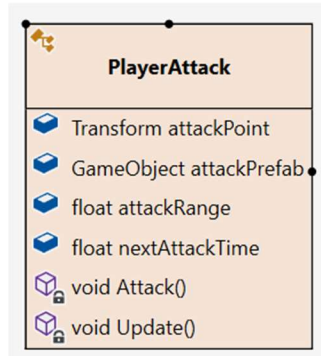 PlayerAttack
Transform attackPoint
GameObject attackPrefab
float attackRange
float nextAttackTime
void Attack()
void Update()